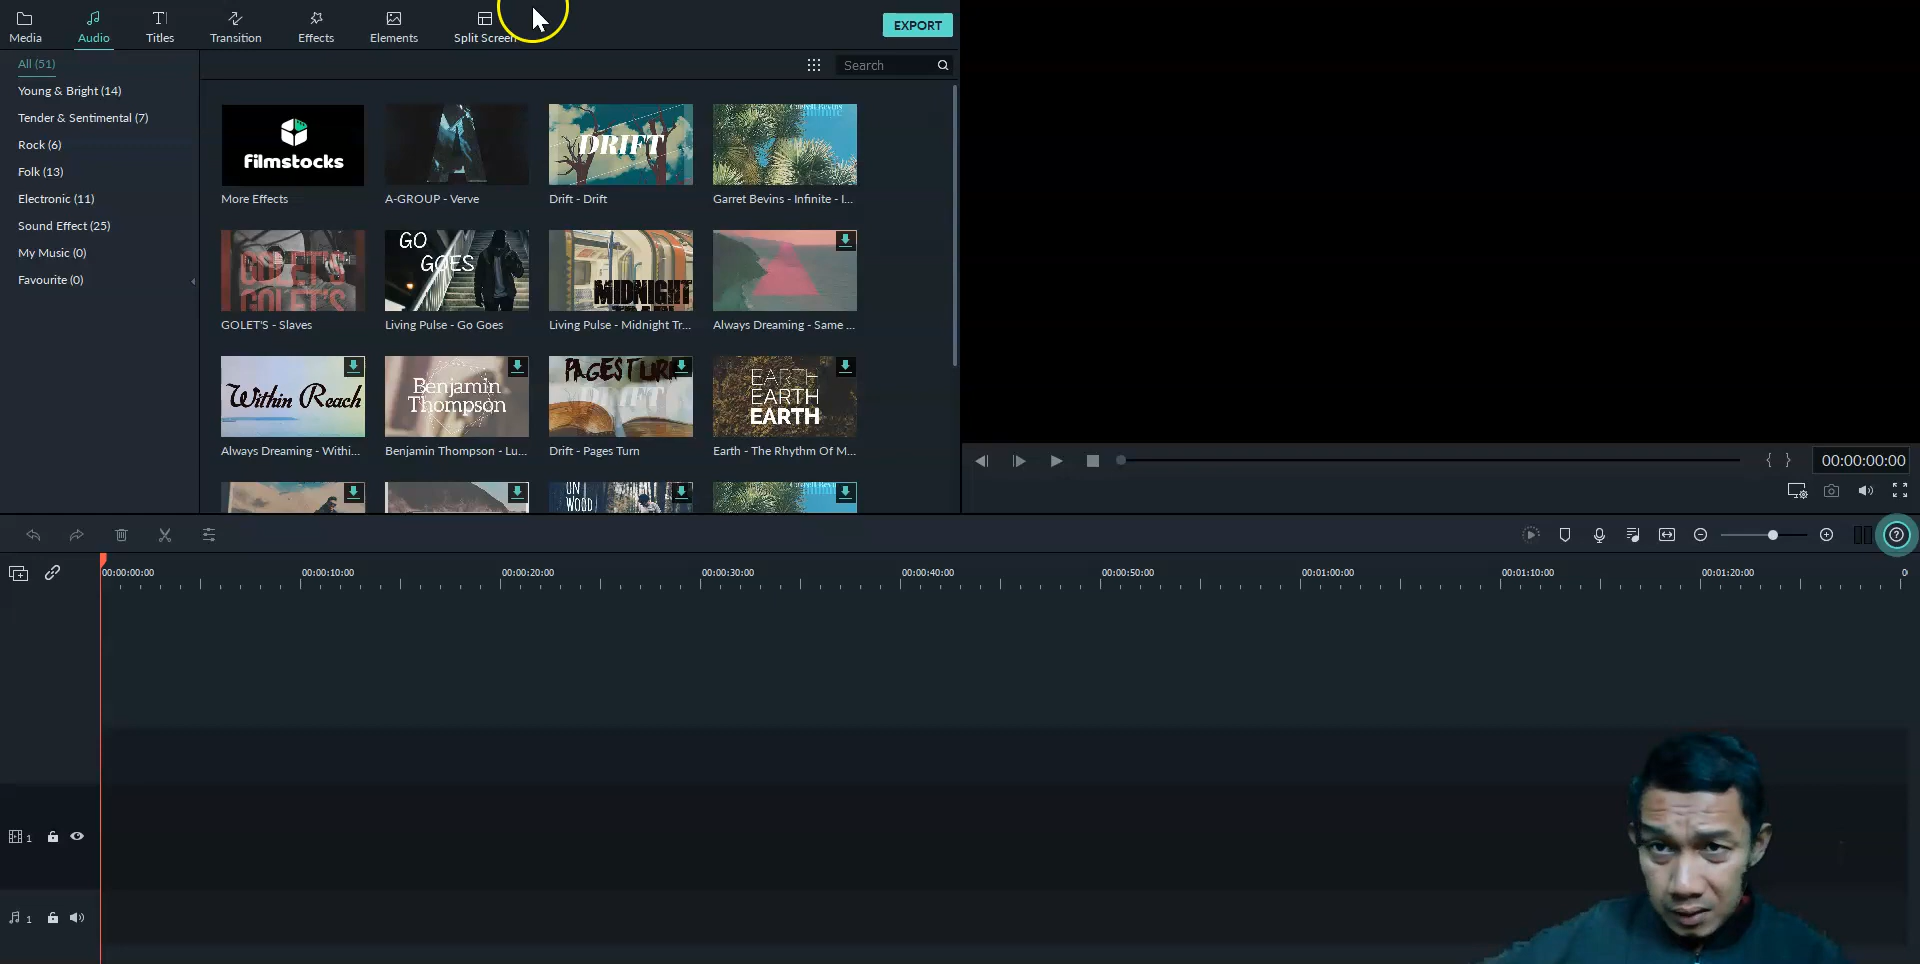 Media
Audio
Titles
Transition
Effects
Elements
Split Screen
EXPORT
Search
All (51)
Young & Bright (14)
Tender & Sentimental (7)
Rock (6)
Folk (13)
Electronic (11)
Sound Effect (25)
My Music (0)
Favourite (0)
filmstocks
A
DRIFT
More Effects
A-GROUP - Verve
Drift - Drift
Garret Bevins - Infinite - I...
GOLET'S
GOLET'S
GO
GOES
MIDNIGHT
GOLET'S - Slaves
Living Pulse - Go Goes
Living Pulse - Midnight Tr...
Always Dreaming - Same ...
Within Reach
Benjamin
Thompson
PAGES TURN
DRIFT
EARTH
EARTH
EARTH
Always Dreaming - Withi...
Benjamin Thompson - Lu...
Drift - Pages Turn
Earth - The Rhythm Of M...
ON
WOOD
{ }
00:00:00:00
00:00:00:00
00:00:10:00
00:00:20:00
00:00:30:00
00:00:40:00
00:00:50:00
00:01:00:00
00:01:10:00
00:01:20:00
1
1